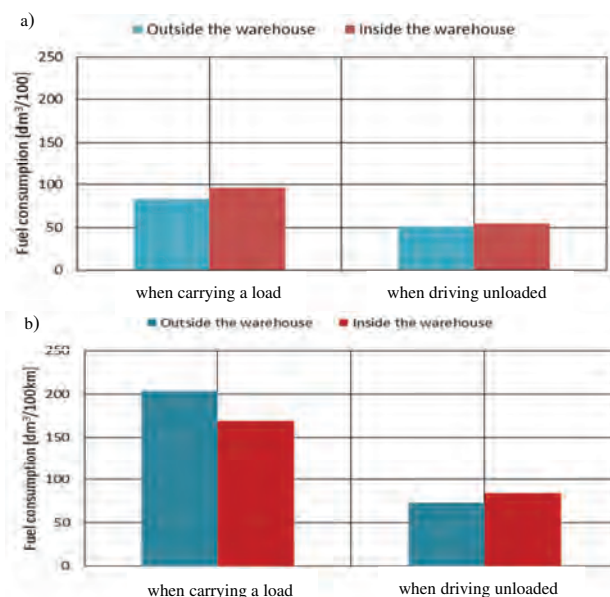 a)
Outside the warehouse Inside the warehouse
Fuel consumption [dm³/100]
250
200
150
100
50
0
when carrying a load when driving unloaded
b)
Outside the warehouse Inside the warehouse
Fuel consumption [dm³/100km]
250
200
150
100
50
0
when carrying a load when driving unloaded